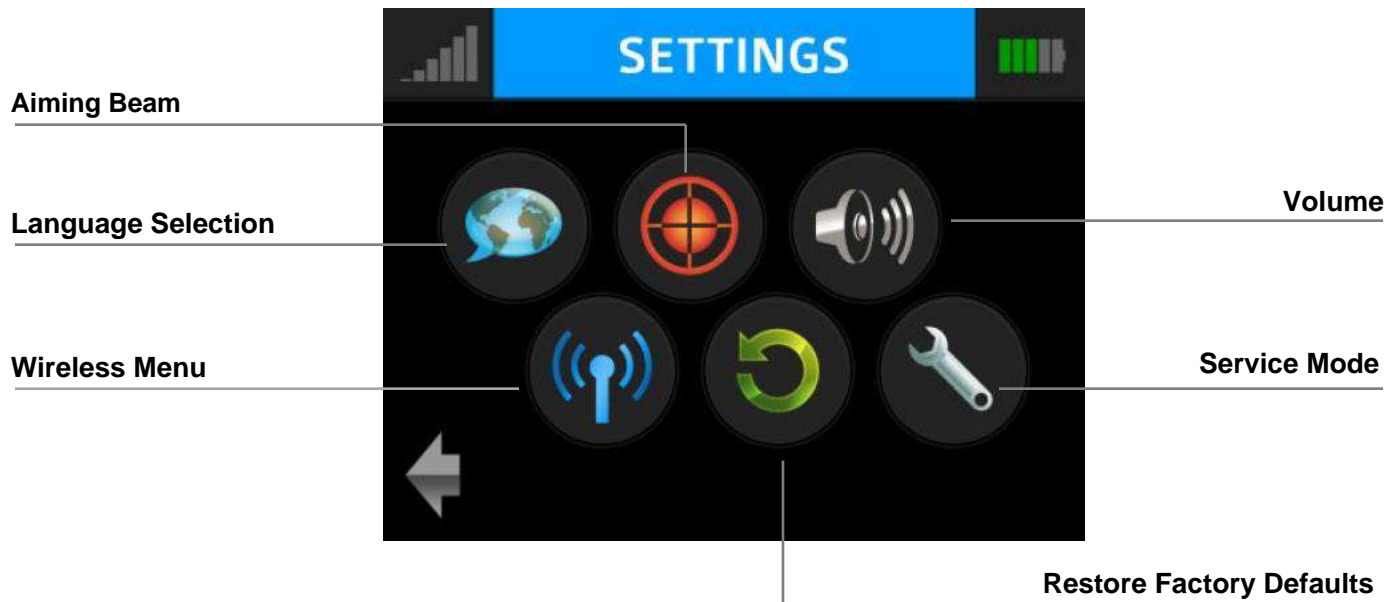 SETTINGS
Aiming Beam
Language Selection
Volume
Wireless Menu
Service Mode
Restore Factory Defaults